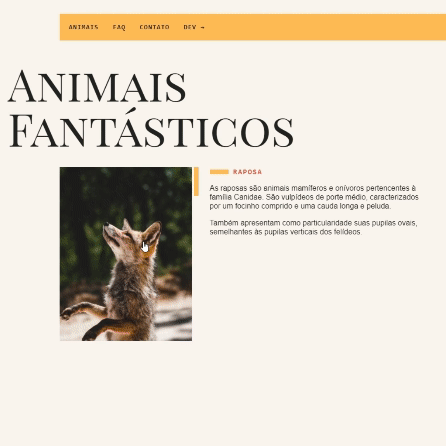 ANIMAIS FAQ CONTATO DEV →
ANIMAIS
FANTÁSTICOS
RAPOSA
As raposas são animais mamíferos e onívoros pertencentes à
família Canidae. São vulpídeos de porte médio, caracterizados
por um focinho comprido e uma cauda longa e peluda.
Também apresentam como particularidade suas pupilas ovais,
semelhantes às pupilas verticais dos felídeos.